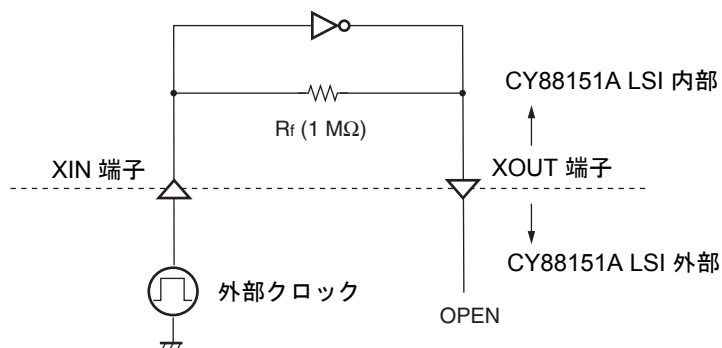 CY88151A LSI 内部
Rf (1 MΩ)
XIN 端子
XOUT 端子
CY88151A LSI 外部
外部クロック
OPEN